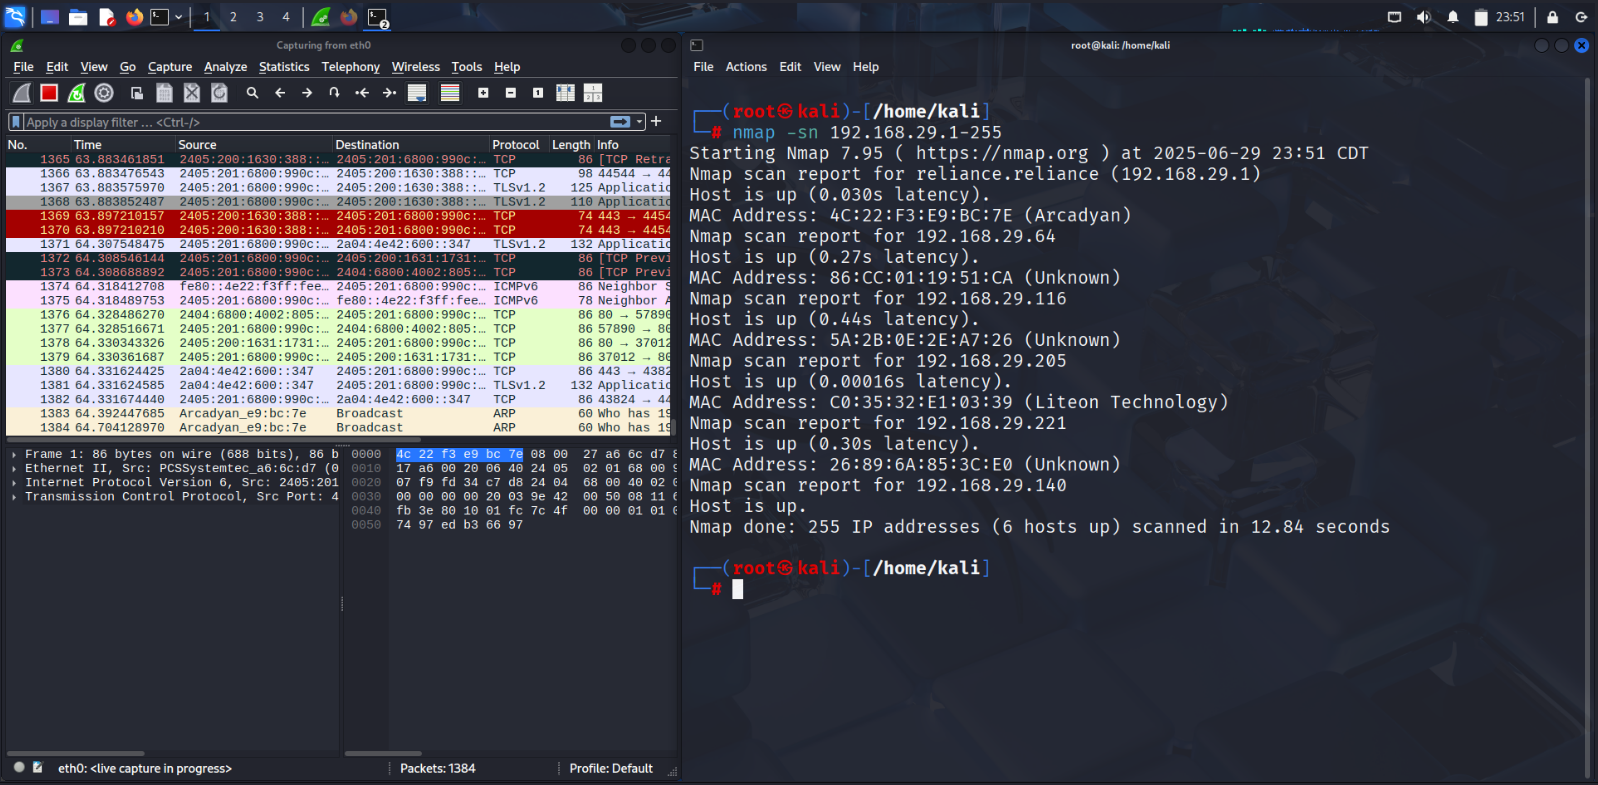 1 2 3 4
23:51
Capturing from eth0
File Edit View Go Capture Analyze Statistics Telephony Wireless Tools Help
Apply a display filter … <Ctrl-/>
No. Time Source Destination Protocol Length Info
1365 63.883461851 2405:200:1630:388::… 2405:201:6800:990c:… TCP 86 [TCP Retra
1366 63.883476543 2405:201:6800:990c:… 2405:200:1630:388::… TCP 98 44544 → 44
1367 63.883575970 2405:201:6800:990c:… 2405:200:1630:388::… TLSv1.2 125 Applicatio
1368 63.883852487 2405:201:6800:990c:… 2405:200:1630:388::… TLSv1.2 110 Applicatio
1369 63.897210157 2405:200:1630:388::… 2405:201:6800:990c:… TCP 74 443 → 4454
1370 63.897210210 2405:200:1630:388::… 2405:201:6800:990c:… TCP 74 443 → 4454
1371 64.307548475 2405:201:6800:990c:… 2a04:4e42:600::347 TLSv1.2 132 Applicatio
1372 64.308546144 2405:201:6800:990c:… 2405:200:1631:1731:… TCP 86 [TCP Previ
1373 64.308688892 2405:201:6800:990c:… 2404:6800:4002:805:… TCP 86 [TCP Previ
1374 64.318412708 fe80::4e22:f3ff:fee… 2405:201:6800:990c:… ICMPv6 86 Neighbor S
1375 64.318489753 2405:201:6800:990c:… fe80::4e22:f3ff:fee… ICMPv6 78 Neighbor A
1376 64.328486270 2404:6800:4002:805:… 2405:201:6800:990c:… TCP 86 80 → 57890
1377 64.328516671 2405:201:6800:990c:… 2404:6800:4002:805:… TCP 86 57890 → 80
1378 64.330343326 2405:200:1631:1731:… 2405:201:6800:990c:… TCP 86 80 → 37012
1379 64.330361687 2405:201:6800:990c:… 2405:200:1631:1731:… TCP 86 37012 → 80
1380 64.331624425 2a04:4e42:600::347 2405:201:6800:990c:… TCP 86 443 → 4382
1381 64.331624585 2a04:4e42:600::347 2405:201:6800:990c:… TLSv1.2 132 Applicatio
1382 64.331674440 2405:201:6800:990c:… 2a04:4e42:600::347 TCP 86 43824 → 44
1383 64.392447685 Arcadyan_e9:bc:7e Broadcast ARP 60 Who has 19
1384 64.704128970 Arcadyan_e9:bc:7e Broadcast ARP 60 Who has 19
Frame 1: 86 bytes on wire (688 bits), 86 b
Ethernet II, Src: PCSSystemtec_a6:6c:d7 (0
Internet Protocol Version 6, Src: 2405:201
Transmission Control Protocol, Src Port: 4
0000 4c 22 f3 e9 bc 7e 08 00 27 a6 6c d7 8
0010 17 a6 00 20 06 40 24 05 02 01 68 00 9
0020 07 f9 fd 34 c7 d8 24 04 68 00 40 02 0
0030 00 00 00 00 20 03 9e 42 00 50 08 11 6
0040 fb 3e 80 10 01 fc 7c 4f 00 00 01 01 0
0050 74 97 ed b3 66 97
eth0: <live capture in progress> Packets: 1384 Profile: Default
root@kali: /home/kali
File Actions Edit View Help
┌──(root㉿kali)-[/home/kali]
└─# nmap -sn 192.168.29.1-255
Starting Nmap 7.95 ( https://nmap.org ) at 2025-06-29 23:51 CDT
Nmap scan report for reliance.reliance (192.168.29.1)
Host is up (0.030s latency).
MAC Address: 4C:22:F3:E9:BC:7E (Arcadyan)
Nmap scan report for 192.168.29.64
Host is up (0.27s latency).
MAC Address: 86:CC:01:19:51:CA (Unknown)
Nmap scan report for 192.168.29.116
Host is up (0.44s latency).
MAC Address: 5A:2B:0E:2E:A7:26 (Unknown)
Nmap scan report for 192.168.29.205
Host is up (0.00016s latency).
MAC Address: C0:35:32:E1:03:39 (Liteon Technology)
Nmap scan report for 192.168.29.221
Host is up (0.30s latency).
MAC Address: 26:89:6A:85:3C:E0 (Unknown)
Nmap scan report for 192.168.29.140
Host is up.
Nmap done: 255 IP addresses (6 hosts up) scanned in 12.84 seconds
┌──(root㉿kali)-[/home/kali]
└─#